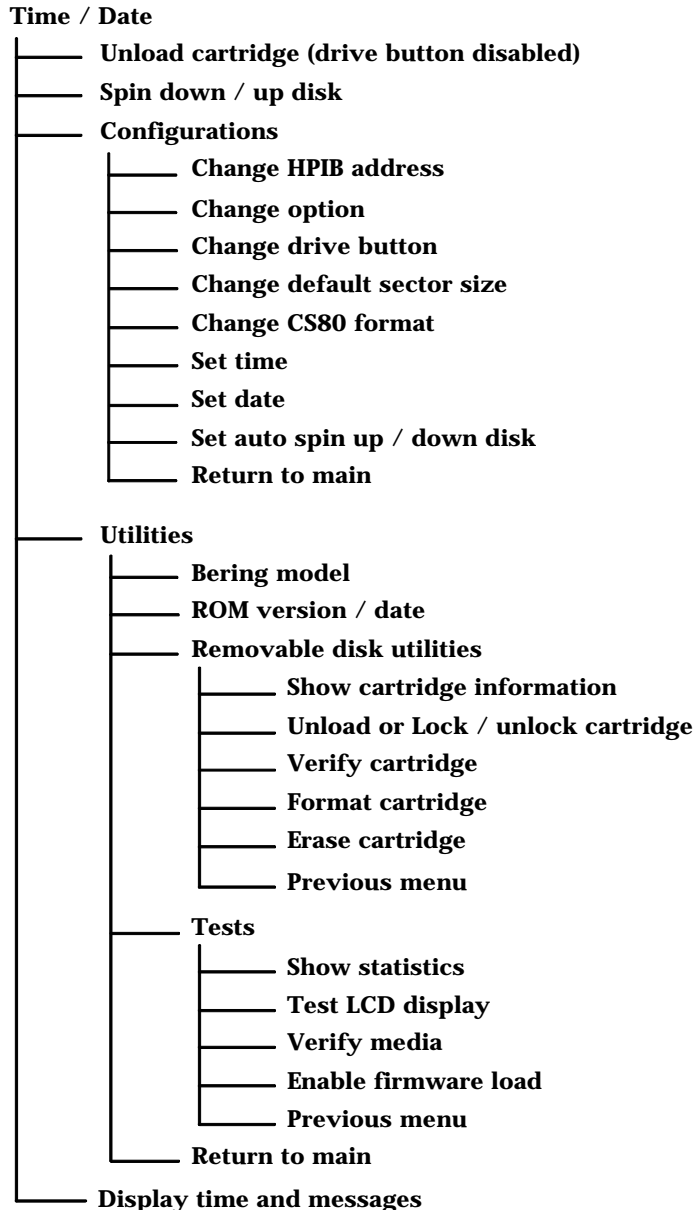 Time / Date
Unload cartridge (drive button disabled)
Spin down / up disk
Configurations
Change HPIB address
Change option
Change drive button
Change default sector size
Change CS80 format
Set time
Set date
Set auto spin up / down disk
Return to main
Utilities
Bering model
ROM version / date
Removable disk utilities
Show cartridge information
Unload or Lock / unlock cartridge
Verify cartridge
Format cartridge
Erase cartridge
Previous menu
Tests
Show statistics
Test LCD display
Verify media
Enable firmware load
Previous menu
Return to main
Display time and messages